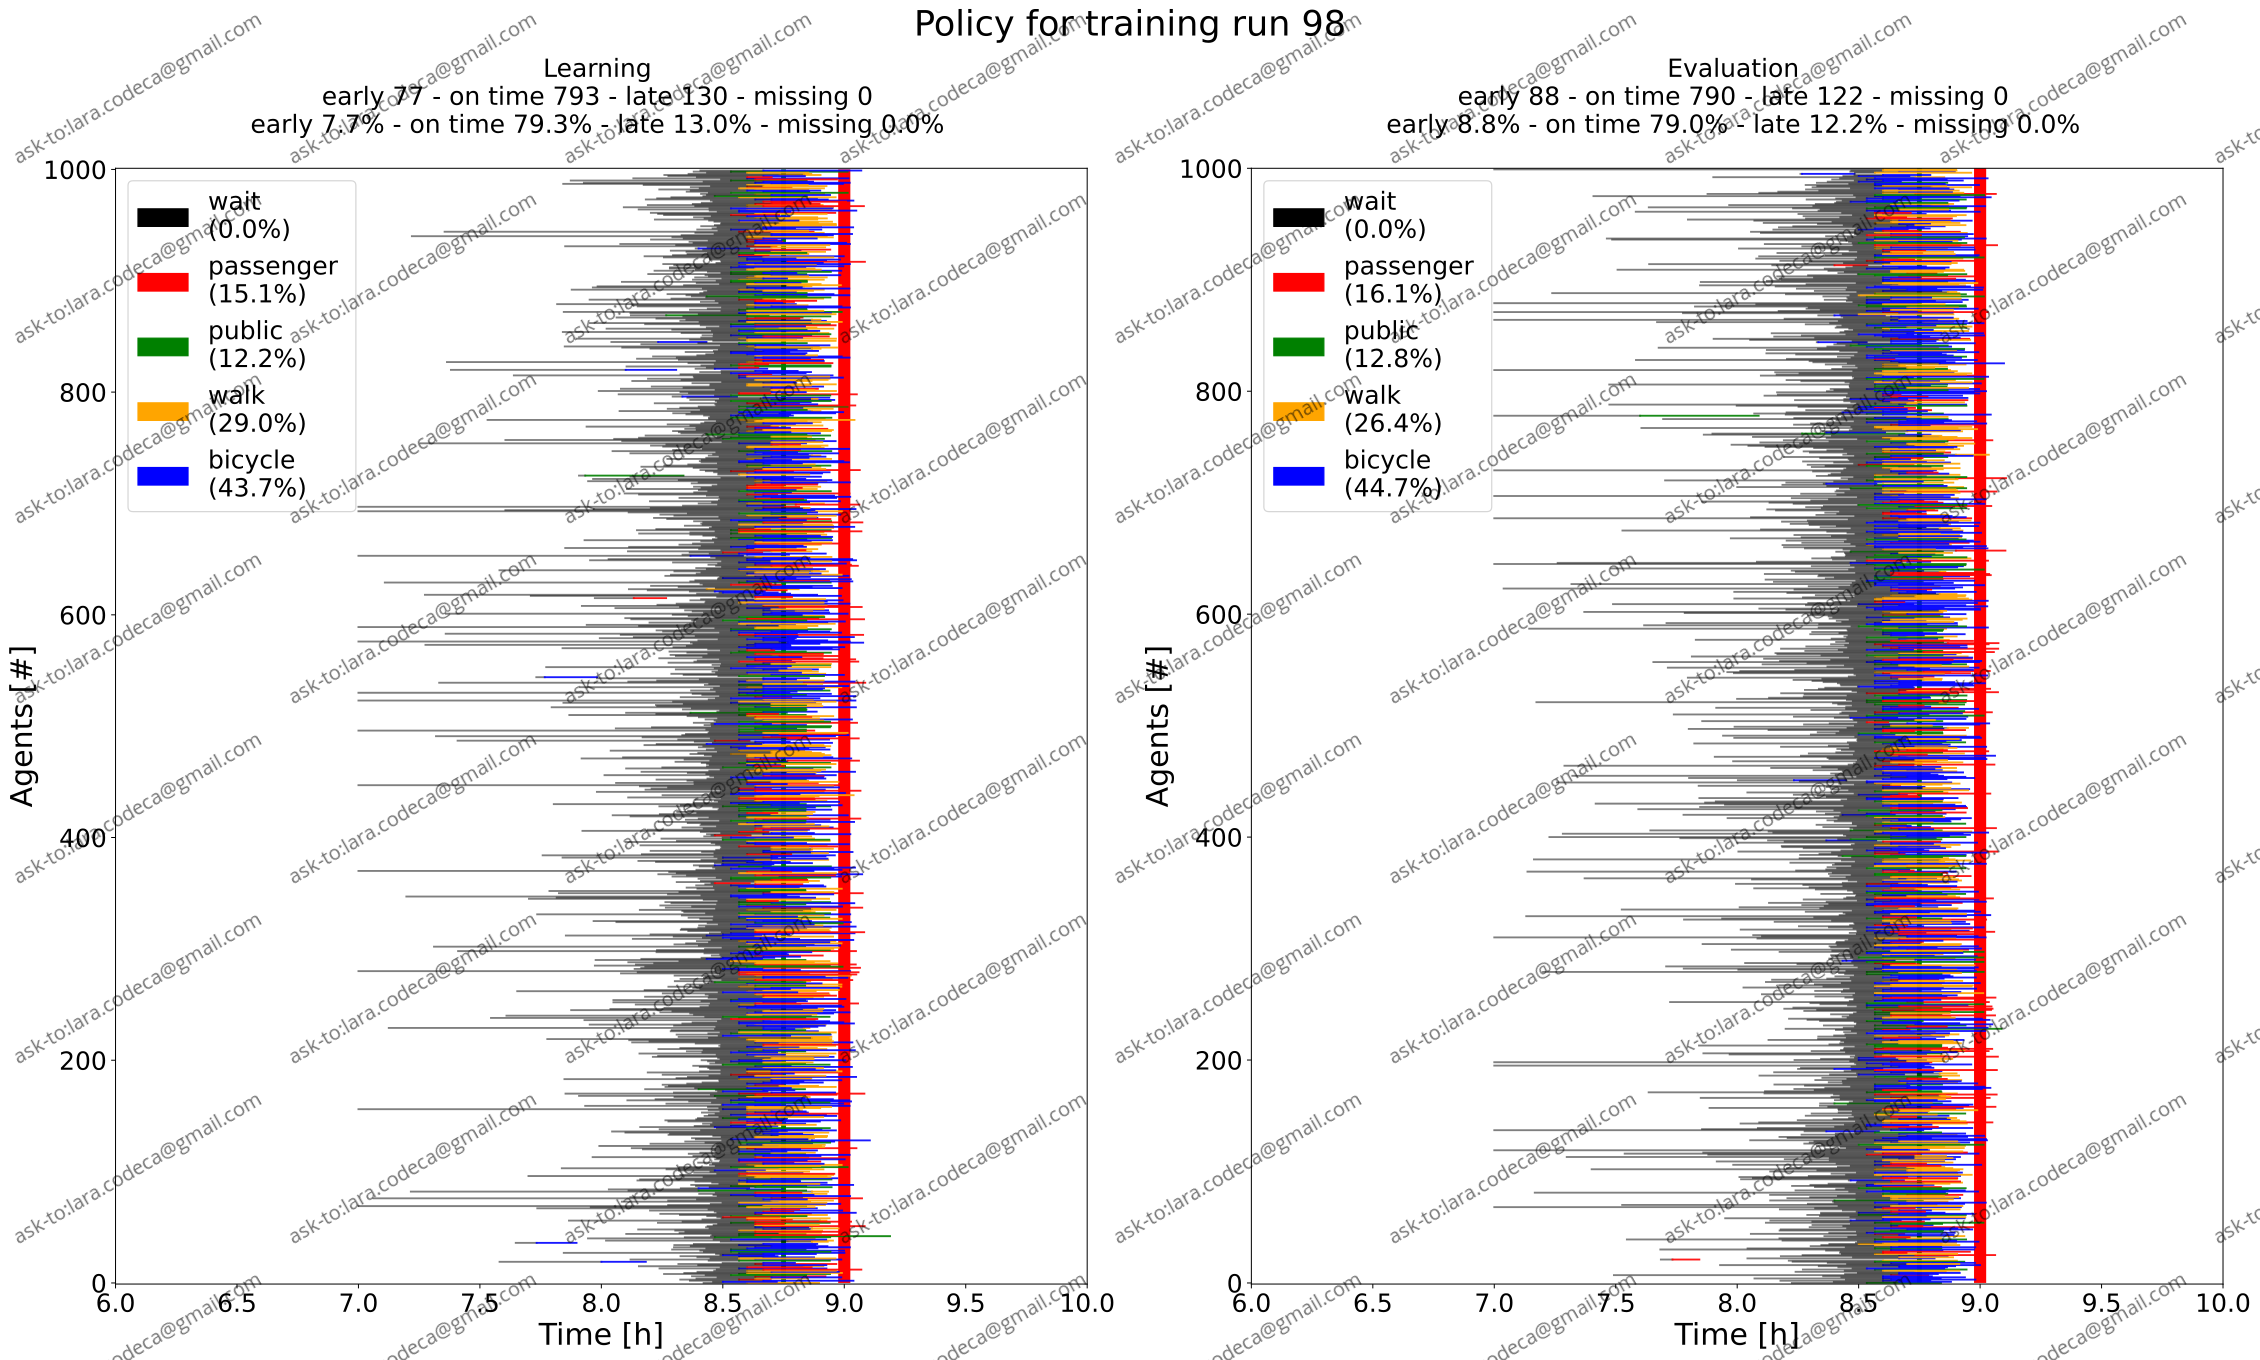 Policy for training run 98
Learning
early 77 - on time 793 - late 130 - missing 0
early 7.7% - on time 79.3% - late 13.0% - missing 0.0%
1000
800
600
400
200
0
Agents [#]
wait
(0.0%)
passenger
(15.1%)
public
(12.2%)
walk
(29.0%)
bicycle
(43.7%)
6.0 6.5 7.0 7.5 8.0 8.5 9.0 9.5 10.0
Time [h]
Evaluation
early 88 - on time 790 - late 122 - missing 0
early 8.8% - on time 79.0% - late 12.2% - missing 0.0%
1000
800
600
400
200
0
Agents [#]
wait
(0.0%)
passenger
(16.1%)
public
(12.8%)
walk
(26.4%)
bicycle
(44.7%)
6.0 6.5 7.0 7.5 8.0 8.5 9.0 9.5 10.0
Time [h]
ask-to:lara.codeca@gmail.com